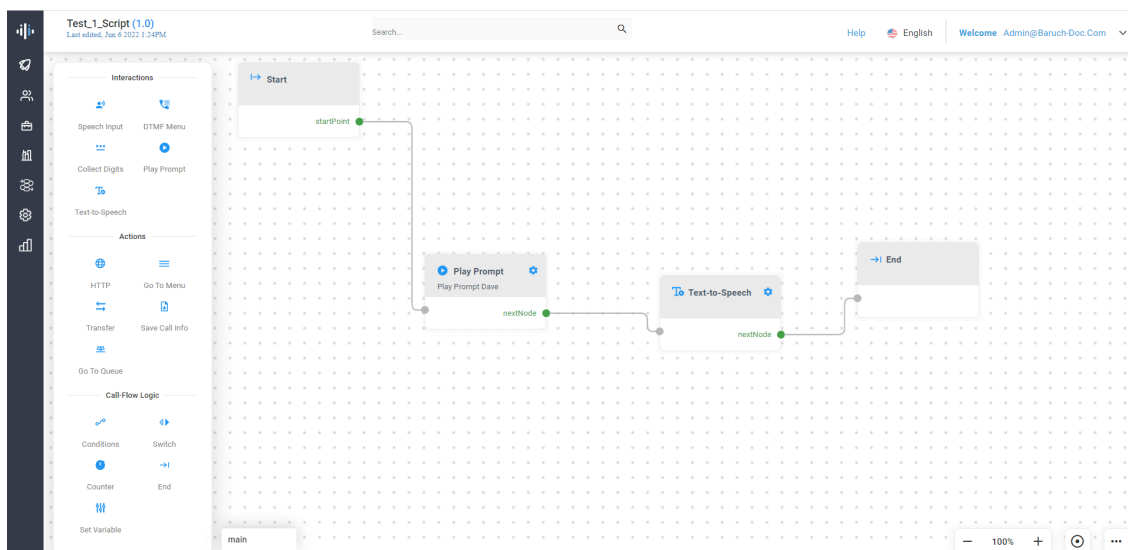 Test_1_Script (1.0)
Last edited, Jun 6 2022 1:24PM
Search...
Help
English
Welcome Admin@Baruch-Doc.Com
Interactions
Speech Input
DTMF Menu
Collect Digits
Play Prompt
Text-to-Speech
Actions
HTTP
Go To Menu
Transfer
Save Call Info
Go To Queue
Call-Flow Logic
Conditions
Switch
Counter
End
Set Variable
Start
startPoint
Play Prompt
Play Prompt Dave
nextNode
Text-to-Speech
nextNode
End
main
100%